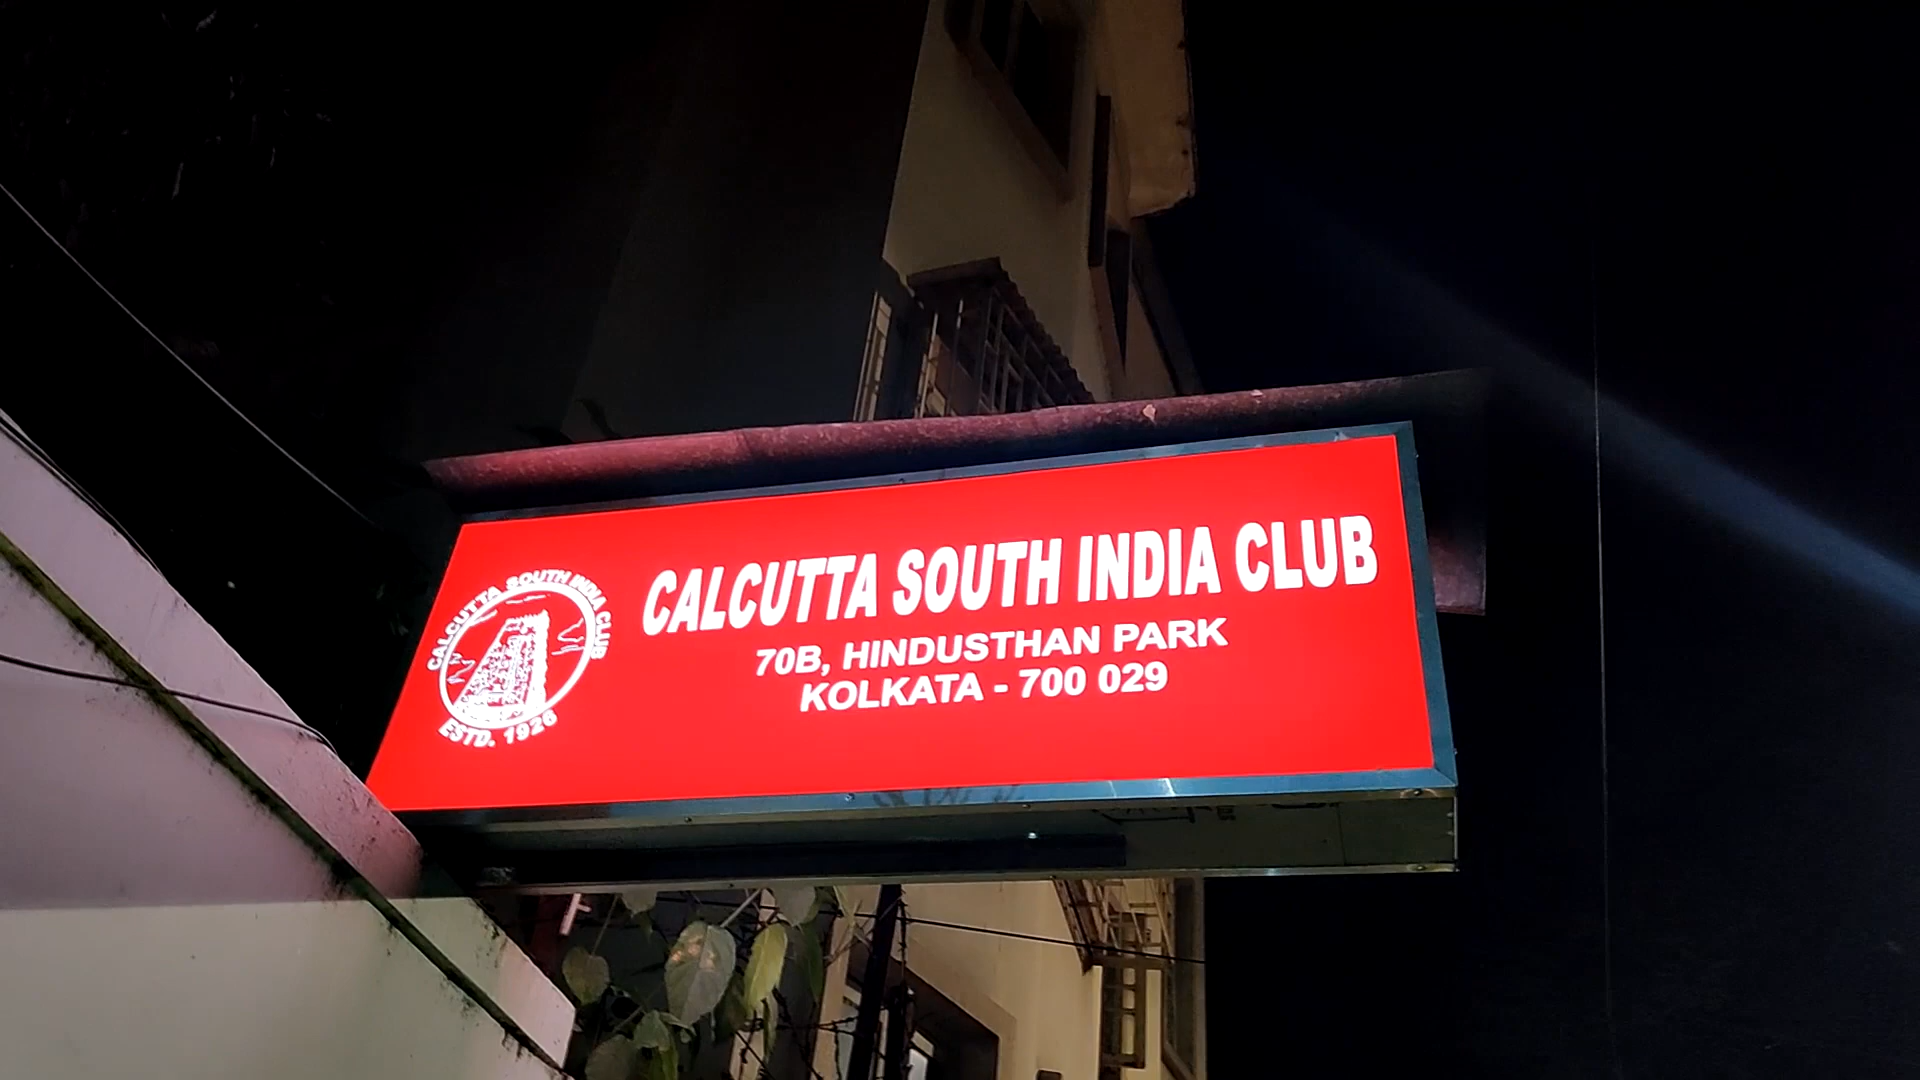 CALCUTTA SOUTH INDIA CLUB
ESTD. 1926
CALCUTTA SOUTH INDIA CLUB
70B, HINDUSTHAN PARK
KOLKATA - 700 029